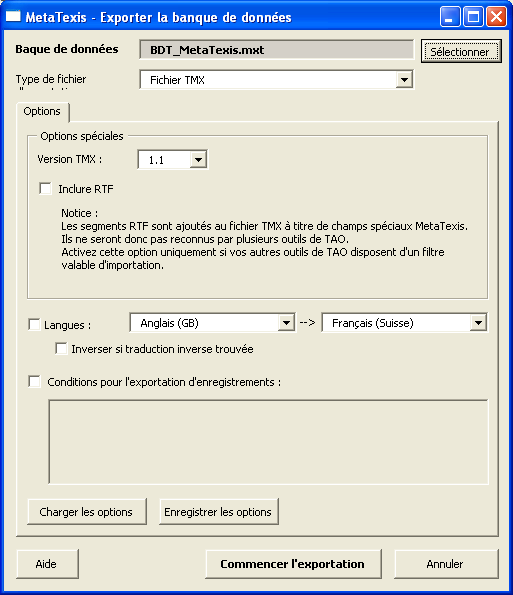 MetaTexis - Exporter la banque de données
Baque de données BDT_MetaTexis.mxt Sélectionner
Type de fichier Fichier TMX
Options
Options spéciales
Version TMX : 1.1
Inclure RTF
Notice :
Les segments RTF sont ajoutés au fichier TMX à titre de champs spéciaux MetaTexis.
Ils ne seront donc pas reconnus par plusieurs outils de TAO.
Activez cette option uniquement si vos autres outils de TAO disposent d'un filtre
valable d'importation.
Langues : Anglais (GB) --> Français (Suisse)
Inverser si traduction inverse trouvée
Conditions pour l'exportation d'enregistrements :
Charger les options Enregistrer les options
Aide Commencer l'exportation Annuler